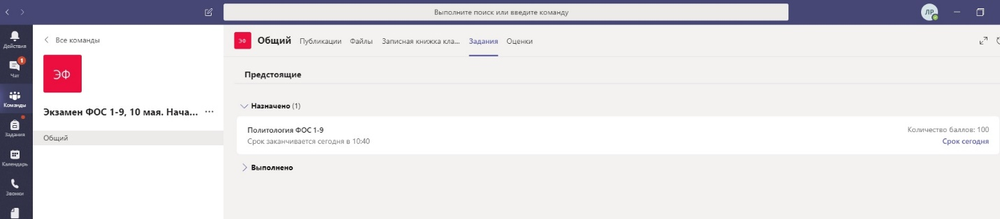 Выполните поиск или введите команду
ЛР
Действия
1
Чат
Команды
Задания
Календарь
Звонки
Все команды
ЭФ
Экзамен ФОС 1-9, 10 мая. Нача... ...
Общий
ЭФ Общий Публикации Файлы Записная книжка кла... Задания Оценки
Предстоящие
Назначено (1)
Политология ФОС 1-9 Количество баллов: 100
Срок заканчивается сегодня в 10:40 Срок сегодня
Выполнено